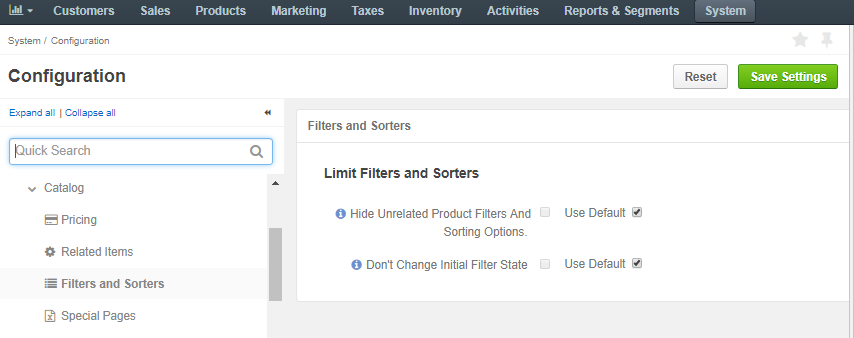 Customers Sales Products Marketing Taxes Inventory Activities Reports & Segments System
System / Configuration
Configuration
Reset Save Settings
Expand all | Collapse all
Quick Search
Catalog
Pricing
Related Items
Filters and Sorters
Special Pages
Filters and Sorters
Limit Filters and Sorters
Hide Unrelated Product Filters And Use Default
Sorting Options.
Don't Change Initial Filter State Use Default